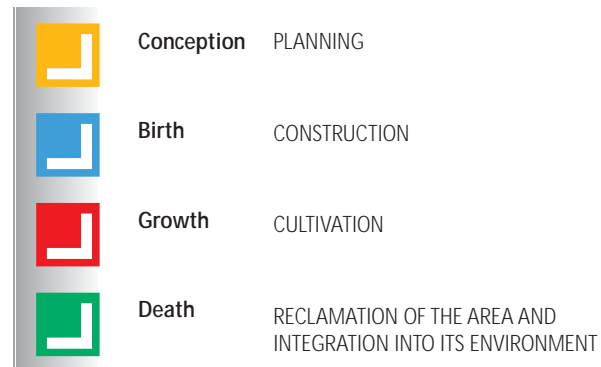 Conception PLANNING
Birth CONSTRUCTION
Growth CULTIVATION
Death RECLAMATION OF THE AREA AND
INTEGRATION INTO ITS ENVIRONMENT